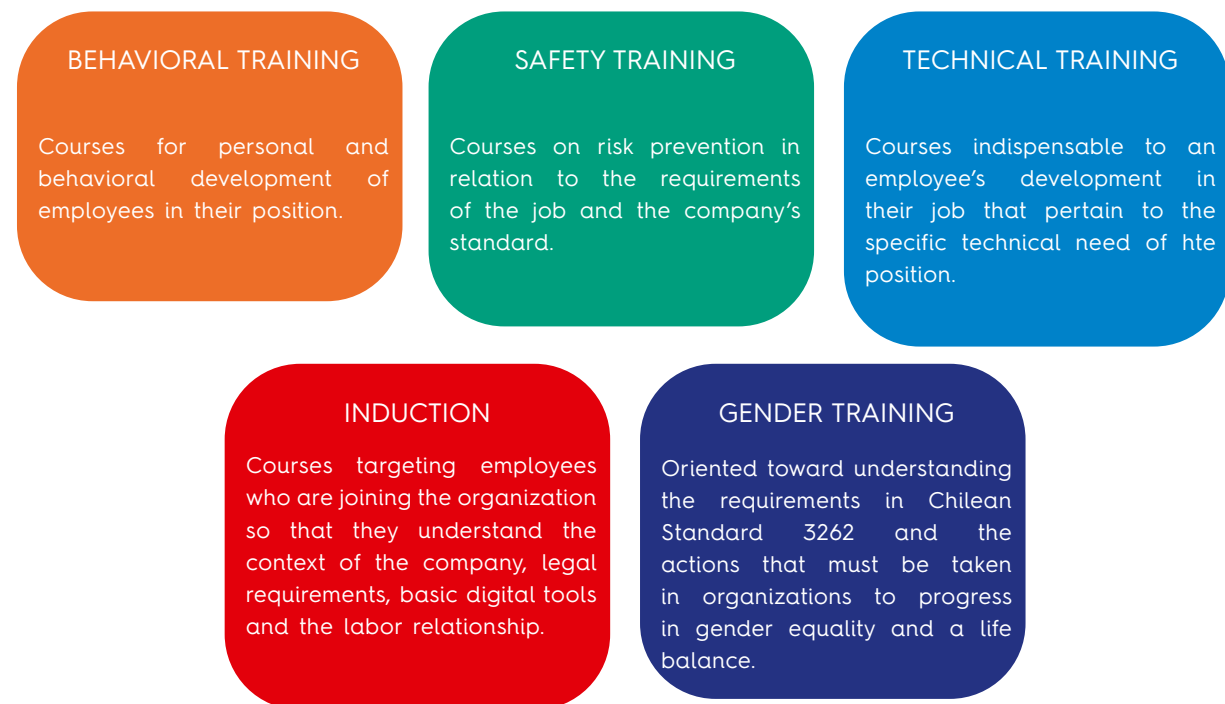 BEHAVIORAL TRAINING
Courses for personal and
behavioral development of
employees in their position.
SAFETY TRAINING
Courses on risk prevention in
relation to the requirements
of the job and the company's
standard.
TECHNICAL TRAINING
Courses indispensable to an
employee's development in
their job that pertain to the
specific technical need of hte
position.
INDUCTION
Courses targeting employees
who are joining the organization
so that they understand the
context of the company, legal
requirements, basic digital tools
and the labor relationship.
GENDER TRAINING
Oriented toward understanding
the requirements in Chilean
Standard 3262 and the
actions that must be taken
in organizations to progress
in gender equality and a life
balance.